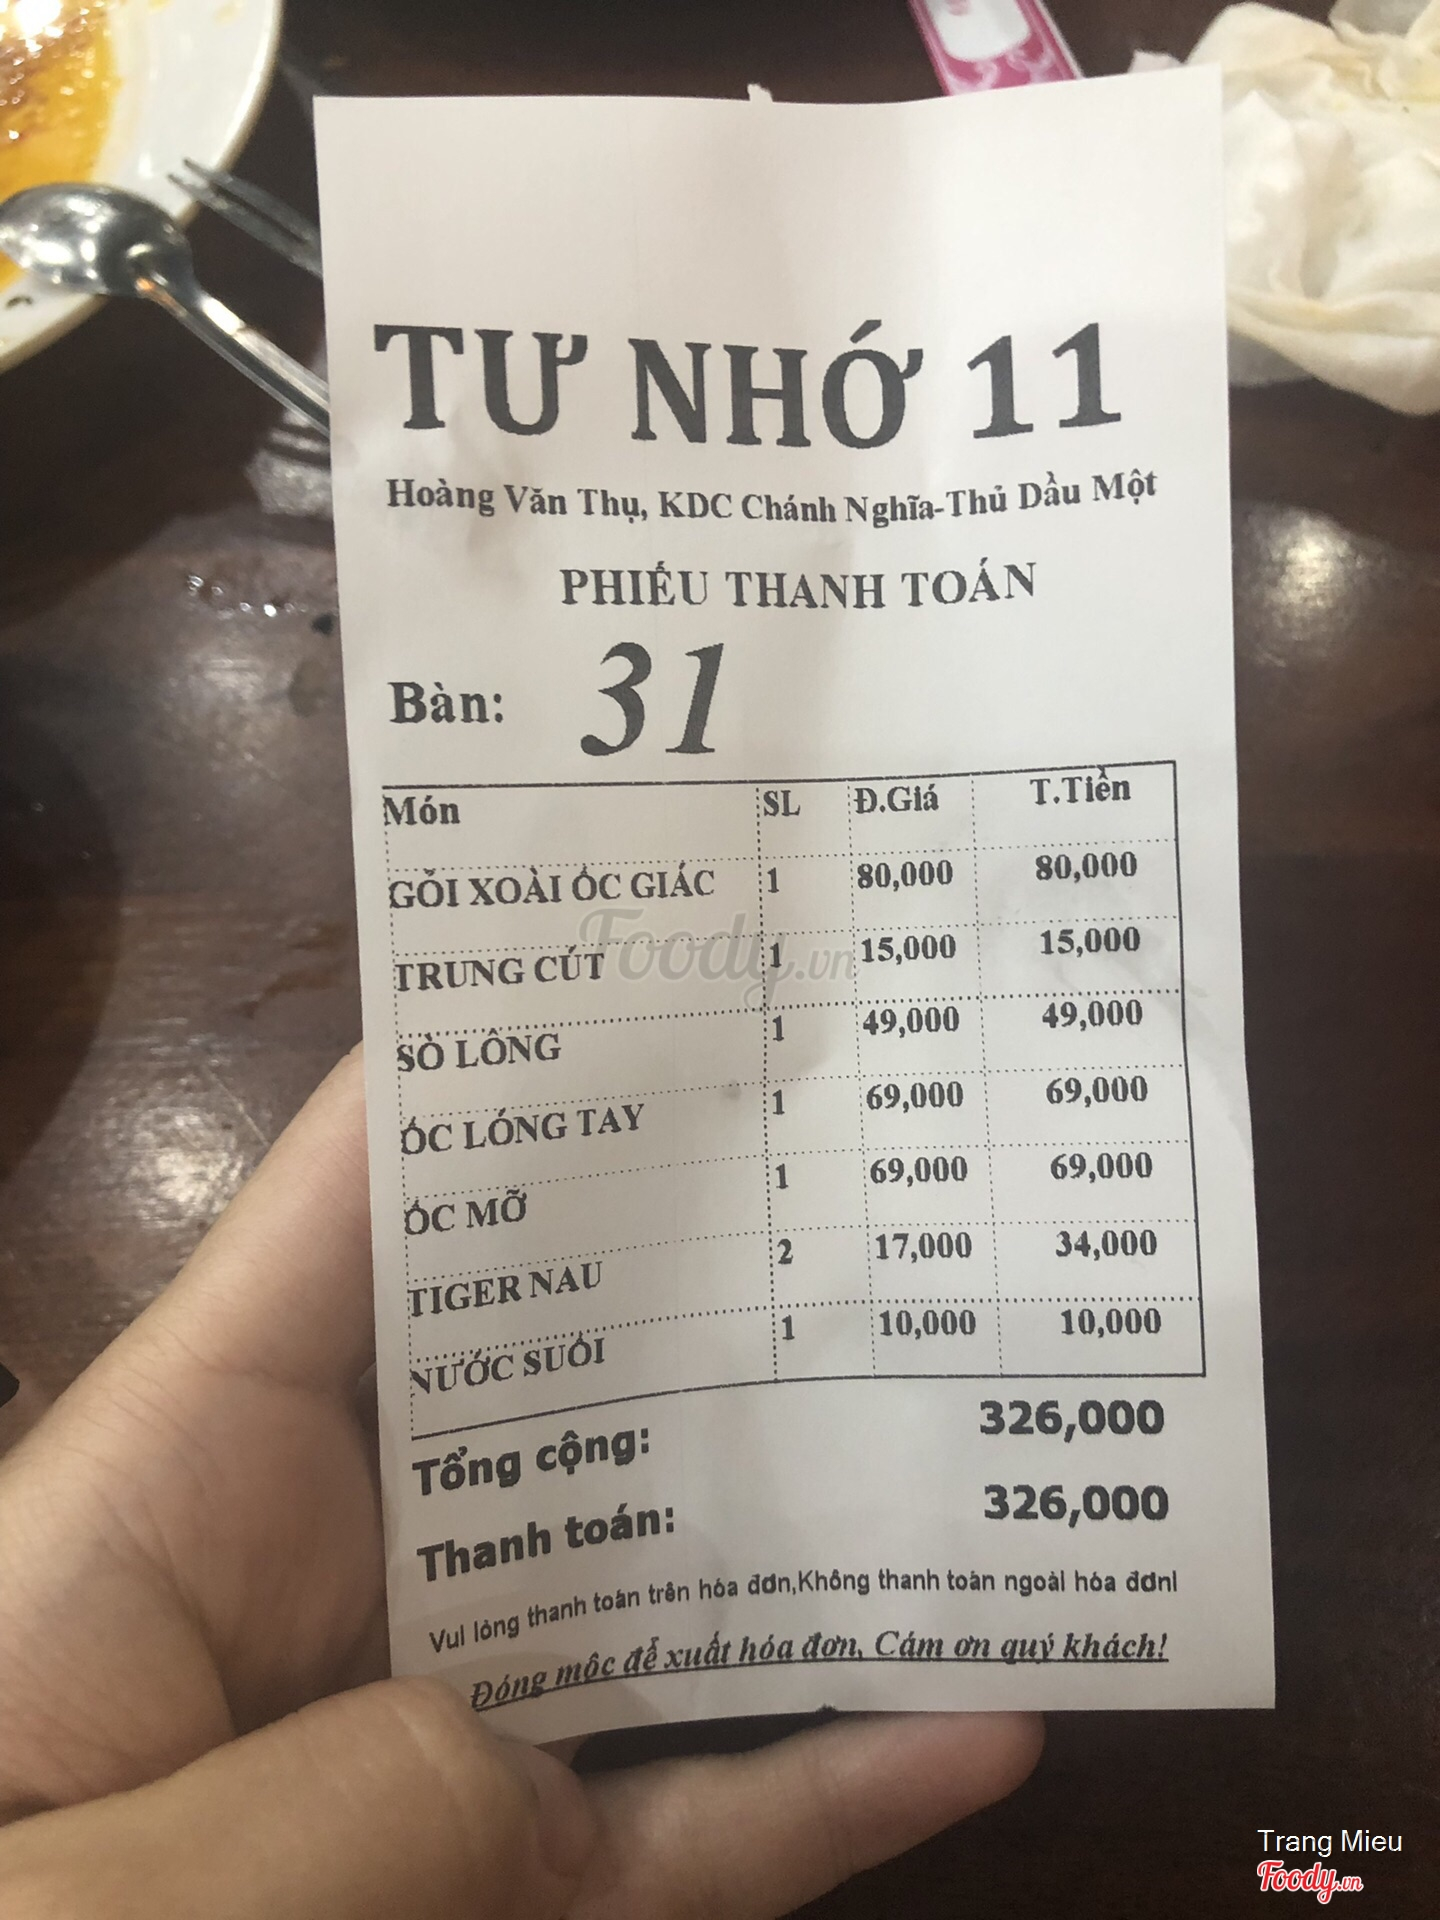 TƯ NHỚ 11
Hoàng Văn Thụ, KDC Chánh Nghĩa-Thủ Dầu Một
PHIẾU THANH TOÁN
Bàn: 31
Món SL Đ.Giá T.Tiền
GỎI XOÀI ỐC GIÁC 1 80,000 80,000
TRUNG CÚT 1 15,000 15,000
SÒ LÔNG 1 49,000 49,000
ỐC LÓNG TAY 1 69,000 69,000
ỐC MỠ 1 69,000 69,000
TIGER NAU 2 17,000 34,000
NƯỚC SUỐI 1 10,000 10,000
Tổng cộng: 326,000
Thanh toán: 326,000
Vui lòng thanh toán trên hóa đơn,Không thanh toán ngoài hóa đơn!
Đóng mộc để xuất hóa đơn, Cám ơn quý khách!
Foody.vn
Trang Mieu
Foody.vn